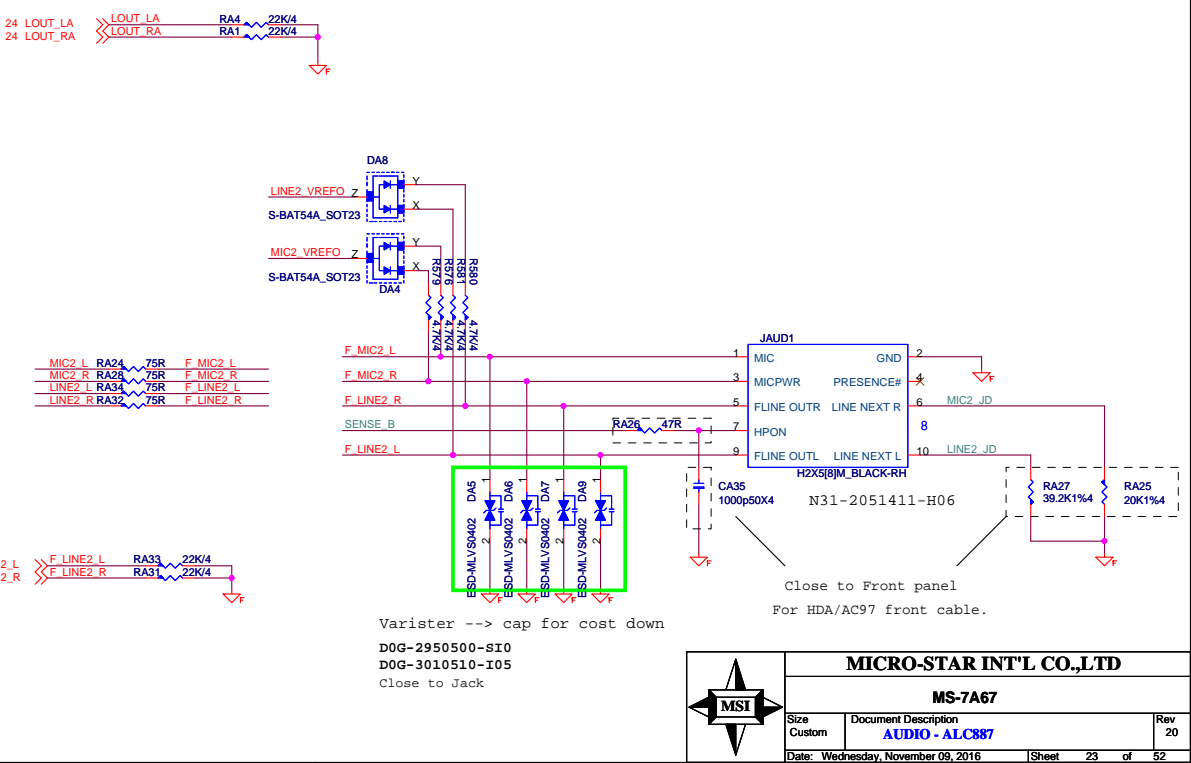 24 LOUT_LA LOUT_LA RA4 22K/4
24 LOUT_RA LOUT_RA RA1 22K/4
F
DA8
LINE2_VREFO Z Y
X
S-BAT54A_SOT23
MIC2_VREFO Z Y
X
S-BAT54A_SOT23
DA4
R579 R576 R581 R580
4.7K/4 4.7K/4 4.7K/4 4.7K/4
MIC2_L RA24 75R F_MIC2_L
MIC2_R RA28 75R F_MIC2_R
LINE2_L RA34 75R F_LINE2_L
LINE2_R RA32 75R F_LINE2_R
JAUD1
F_MIC2_L 1 MIC GND 2
F
F_MIC2_R 3 MICPWR PRESENCE# 4
F_LINE2_R 5 FLINE OUTR LINE NEXT R 6 MIC2_JD
SENSE_B RA26 47R 7 HPON 8
F_LINE2_L 9 FLINE OUTL LINE NEXT L 10 LINE2_JD
H2X5[8]M_BLACK-RH
N31-2051411-H06
CA35
1000p50X4
F
RA27
39.2K1%4
RA25
20K1%4
F
DA5 1 DA6 1 DA7 1 DA9 1
2 2 2 2
ESD-MLVS0402 ESD-MLVS0402 ESD-MLVS0402 ESD-MLVS0402
F F F F
2_L F_LINE2_L RA33 22K/4
2_R F_LINE2_R RA31 22K/4
F
Close to Front panel
For HDA/AC97 front cable.
Varister --> cap for cost down
D0G-2950500-SI0
D0G-3010510-I05
Close to Jack
MSI
MICRO-STAR INT'L CO.,LTD
MS-7A67
Size
Custom
Document Description
AUDIO - ALC887
Rev
20
Date: Wednesday, November 09, 2016 Sheet 23 of 52